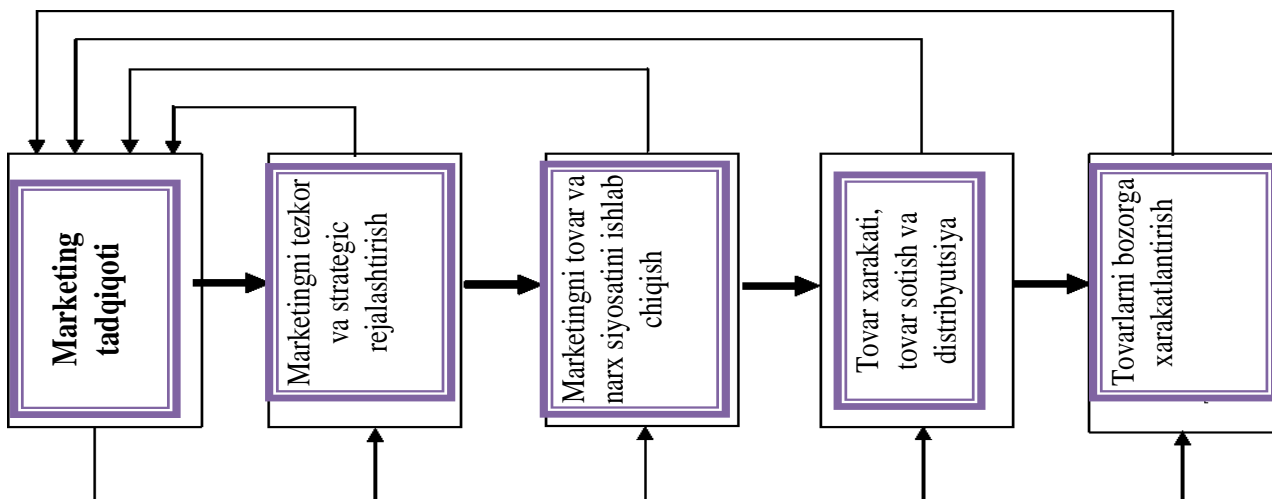 Marketing
tadqiqoti
Marketingni tezkor
va strategic
rejalashtirish
Marketingni tovar va
narx siyosatini ishlab
chiqish
Tovar xarakati,
tovar sotish va
distribyutsiya
Tovarlarni bozorga
xarakatlantirish